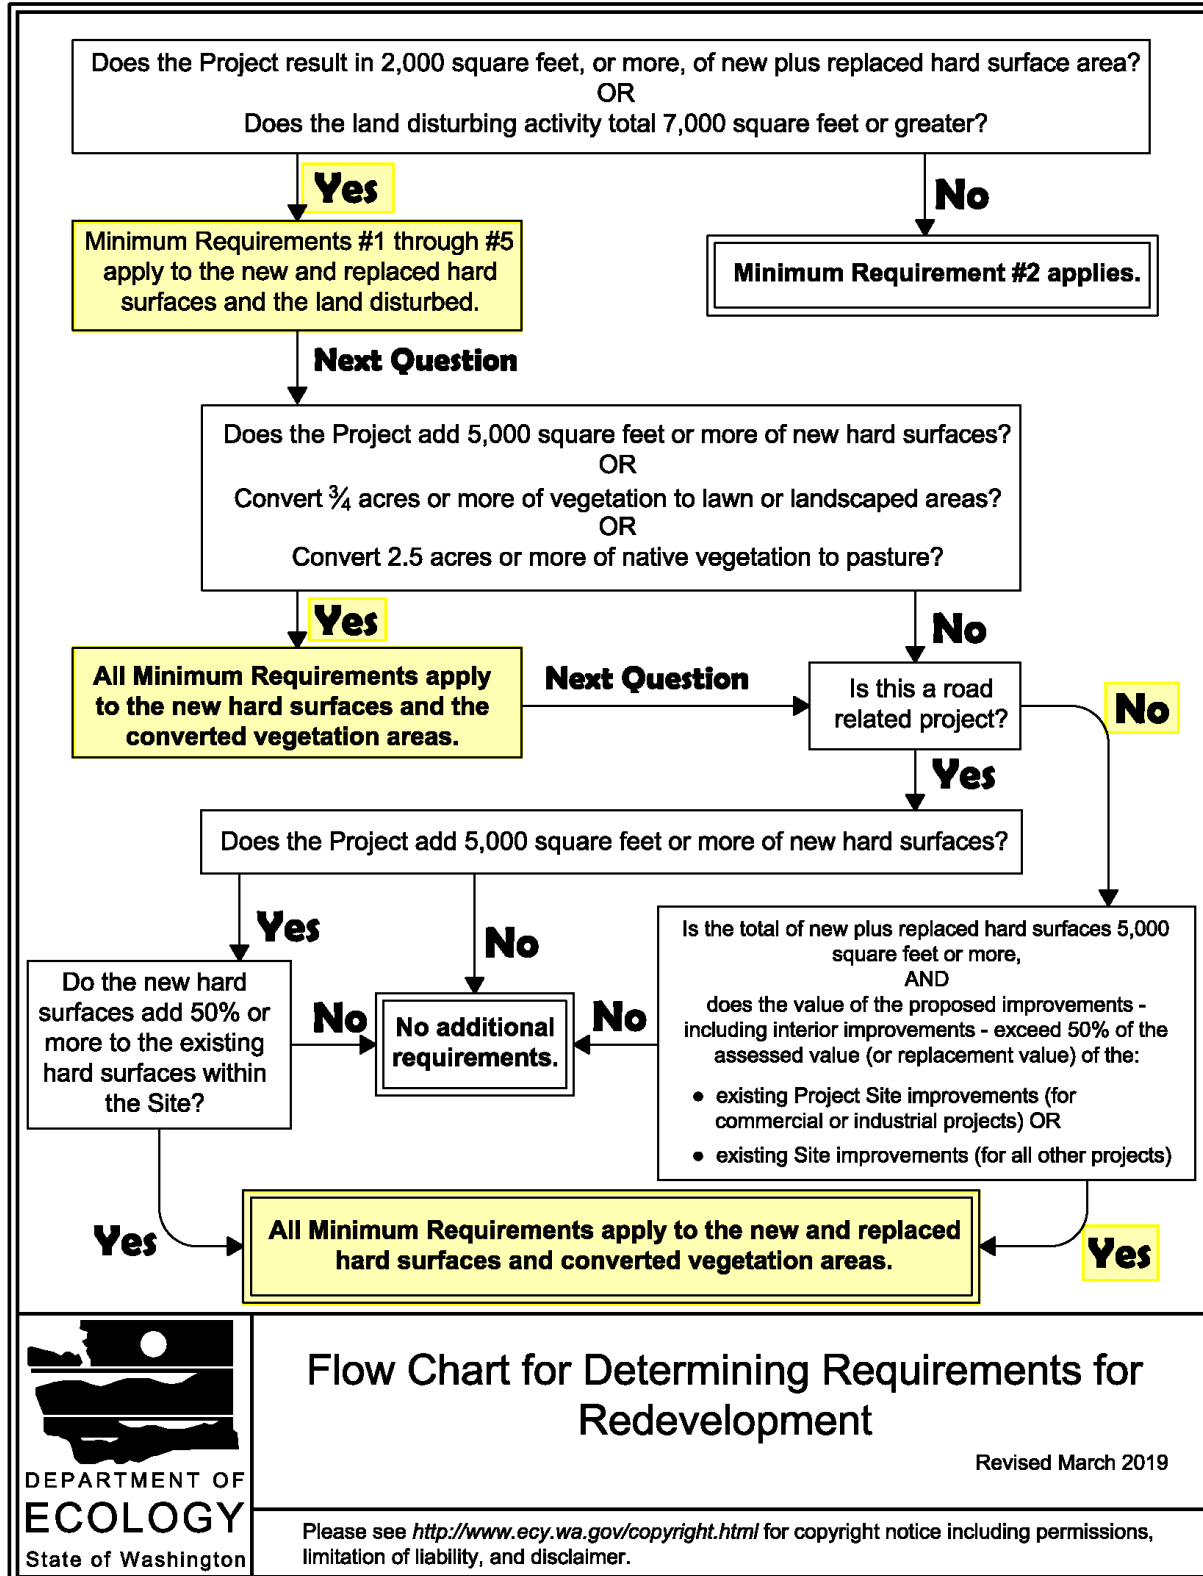 Does the Project result in 2,000 square feet, or more, of new plus replaced hard surface area?
OR
Does the land disturbing activity total 7,000 square feet or greater?
Yes
No
Minimum Requirements #1 through #5
apply to the new and replaced hard
surfaces and the land disturbed.
Minimum Requirement #2 applies.
Next Question
Does the Project add 5,000 square feet or more of new hard surfaces?
OR
Convert ¾ acres or more of vegetation to lawn or landscaped areas?
OR
Convert 2.5 acres or more of native vegetation to pasture?
Yes
No
All Minimum Requirements apply
to the new hard surfaces and the
converted vegetation areas.
Next Question
Is this a road
related project?
No
Yes
Does the Project add 5,000 square feet or more of new hard surfaces?
Yes
No
Do the new hard
surfaces add 50% or
more to the existing
hard surfaces within
the Site?
No
No additional
requirements.
No
Is the total of new plus replaced hard surfaces 5,000
square feet or more,
AND
does the value of the proposed improvements -
including interior improvements - exceed 50% of the
assessed value (or replacement value) of the:
• existing Project Site improvements (for
commercial or industrial projects) OR
• existing Site improvements (for all other projects)
Yes
All Minimum Requirements apply to the new and replaced
hard surfaces and converted vegetation areas.
Yes
DEPARTMENT OF
ECOLOGY
State of Washington
Flow Chart for Determining Requirements for
Redevelopment
Revised March 2019
Please see http://www.ecy.wa.gov/copyright.html for copyright notice including permissions,
limitation of liability, and disclaimer.